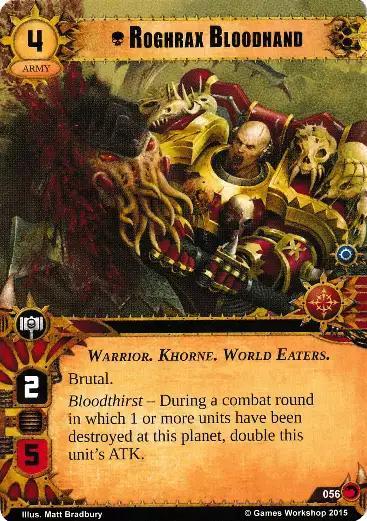 4
ARMY
ROGHRAX BLOODHAND
WARRIOR. KHORNE. WORLD EATERS.
2
Brutal.
Bloodthirst – During a combat round
in which 1 or more units have been
destroyed at this planet, double this
unit's ATK.
5
056
Illus. Matt Bradbury
© Games Workshop 2015